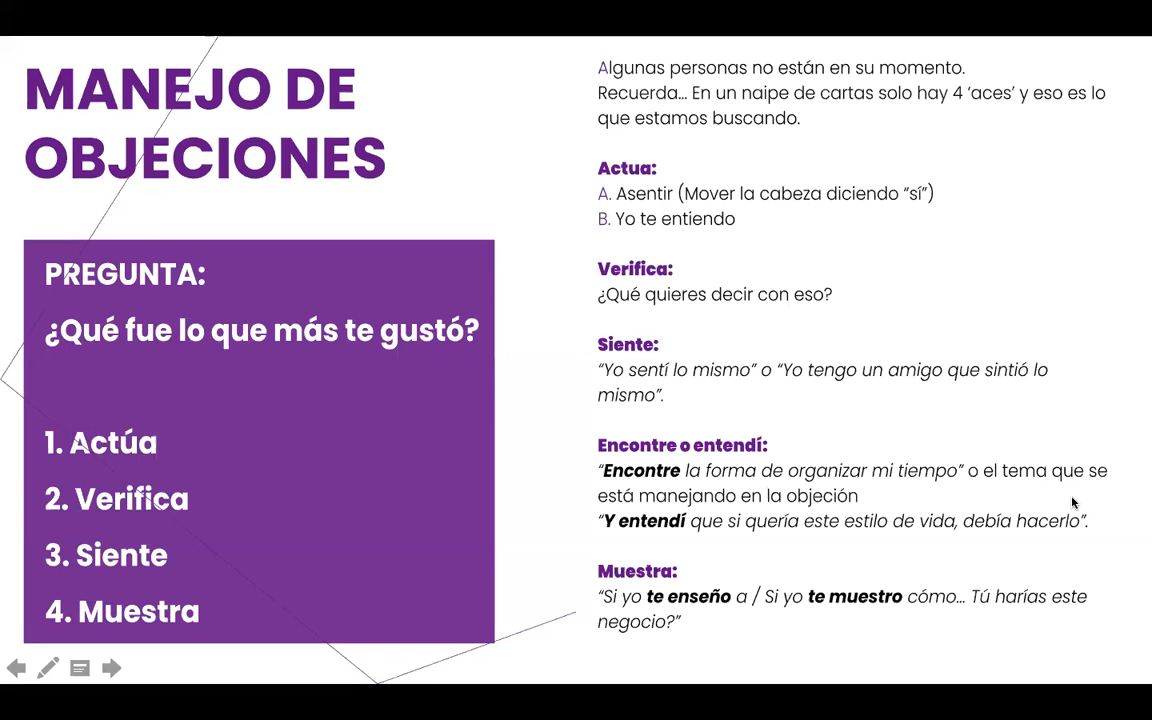 MANEJO DE
OBJECIONES
PREGUNTA:
¿Qué fue lo que más te gustó?
1. Actúa
2. Verifica
3. Siente
4. Muestra
Algunas personas no están en su momento.
Recuerda... En un naipe de cartas solo hay 4 ‘aces’ y eso es lo
que estamos buscando.
Actua:
A. Asentir (Mover la cabeza diciendo “sí”)
B. Yo te entiendo
Verifica:
¿Qué quieres decir con eso?
Siente:
“Yo sentí lo mismo” o “Yo tengo un amigo que sintió lo
mismo”.
Encontre o entendí:
“Encontre la forma de organizar mi tiempo” o el tema que se
está manejando en la objeción
“Y entendí que si quería este estilo de vida, debía hacerlo”.
Muestra:
“Si yo te enseño a / Si yo te muestro cómo... Tú harías este
negocio?”